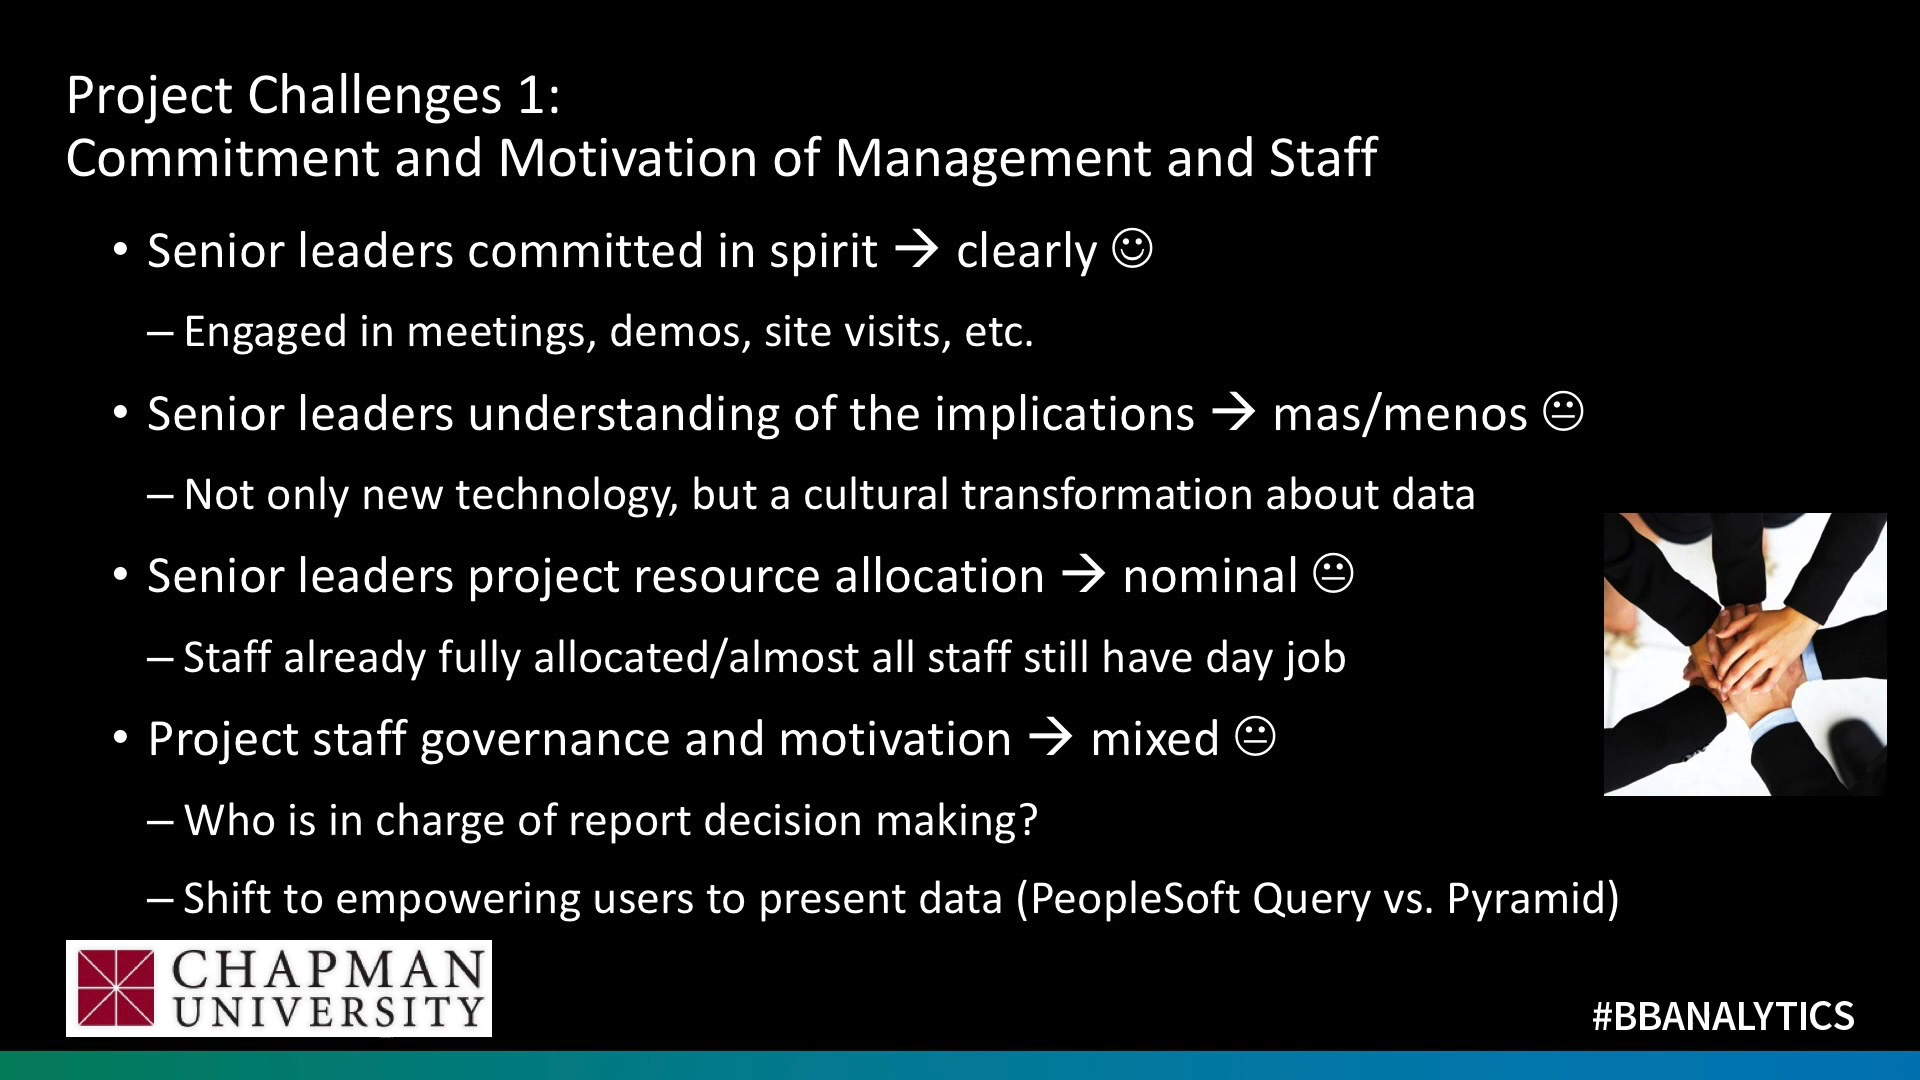 Project Challenges 1:
Commitment and Motivation of Management and Staff
• Senior leaders committed in spirit → clearly ☺
– Engaged in meetings, demos, site visits, etc.
• Senior leaders understanding of the implications → mas/menos 😐
– Not only new technology, but a cultural transformation about data
• Senior leaders project resource allocation → nominal 😐
– Staff already fully allocated/almost all staff still have day job
• Project staff governance and motivation → mixed 😐
– Who is in charge of report decision making?
– Shift to empowering users to present data (PeopleSoft Query vs. Pyramid)
CHAPMAN
UNIVERSITY
#BBANALYTICS